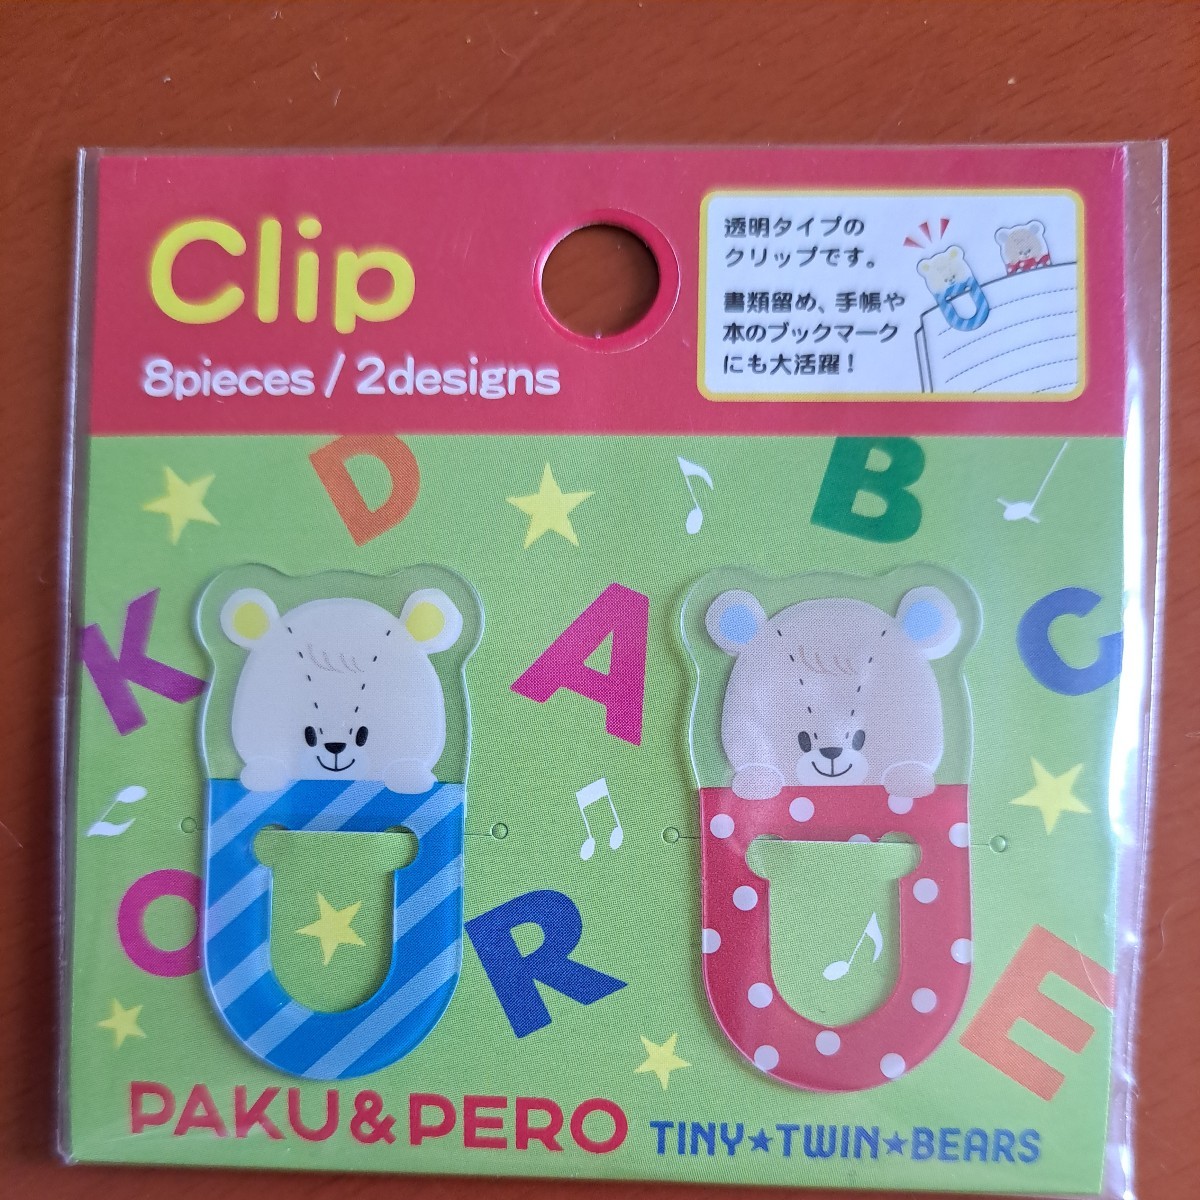 Clip
8pieces / 2designs
透明タイプの
クリップです。
書類留め、手帳や
本のブックマーク
にも大活躍！
D
B
K
A
C
O
R
E
PAKU&PERO
TINY★TWIN★BEARS